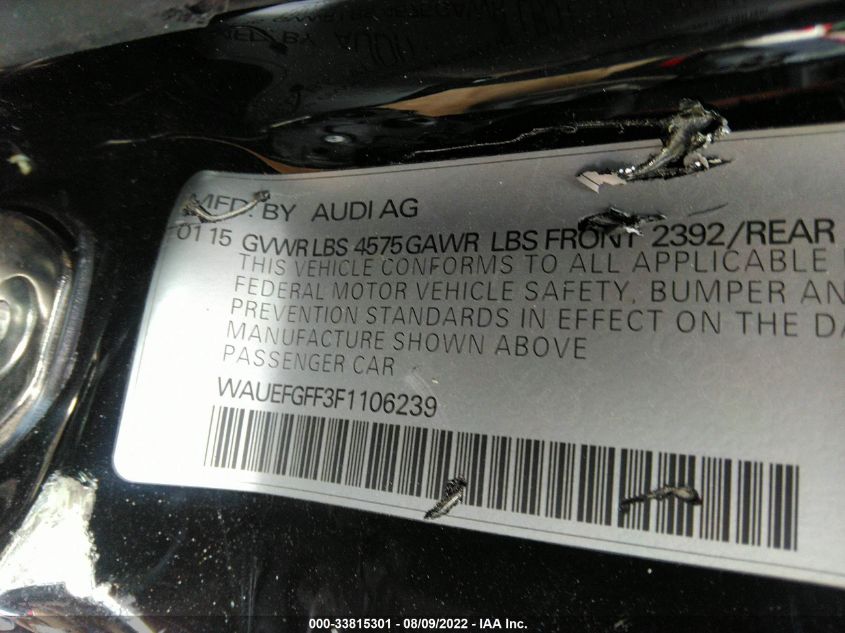 MFD. BY AUDI AG
01 15 GVWR LBS 4575 GAWR LBS FRONT 2392/REAR
THIS VEHICLE CONFORMS TO ALL APPLICABLE
FEDERAL MOTOR VEHICLE SAFETY, BUMPER AN
PREVENTION STANDARDS IN EFFECT ON THE DA
MANUFACTURE SHOWN ABOVE
PASSENGER CAR
WAUEFGFF3F1106239
000-33815301 - 08/09/2022 - IAA Inc.